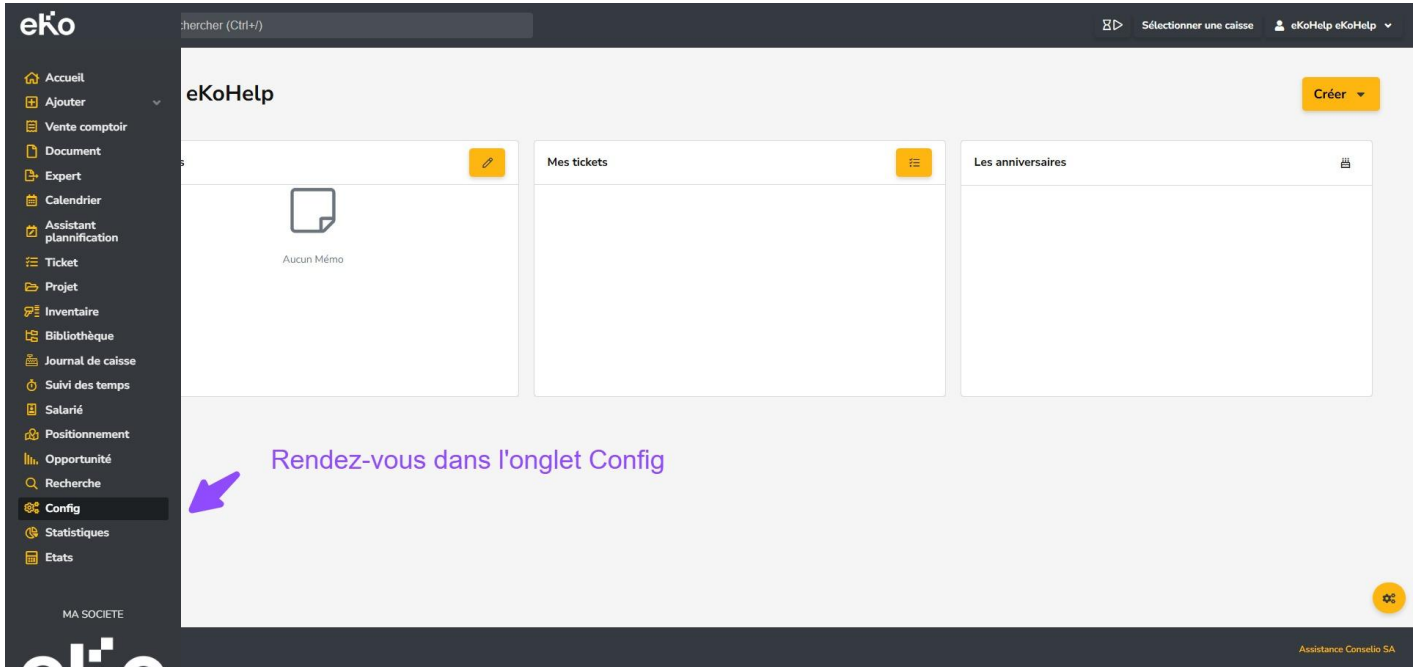 eko
hercher (Ctrl+/)
Sélectionner une caisse
eKoHelp eKoHelp
Accueil
Ajouter
Vente comptoir
Document
Expert
Calendrier
Assistant
plannification
Ticket
Projet
Inventaire
Bibliothèque
Journal de caisse
Suivi des temps
Salarié
Positionnement
Opportunité
Recherche
Config
Statistiques
Etats
MA SOCIETE
eko
eKoHelp
Créer
s
Mes tickets
Les anniversaires
Aucun Mémo
Rendez-vous dans l'onglet Config
Assistance Conselio SA